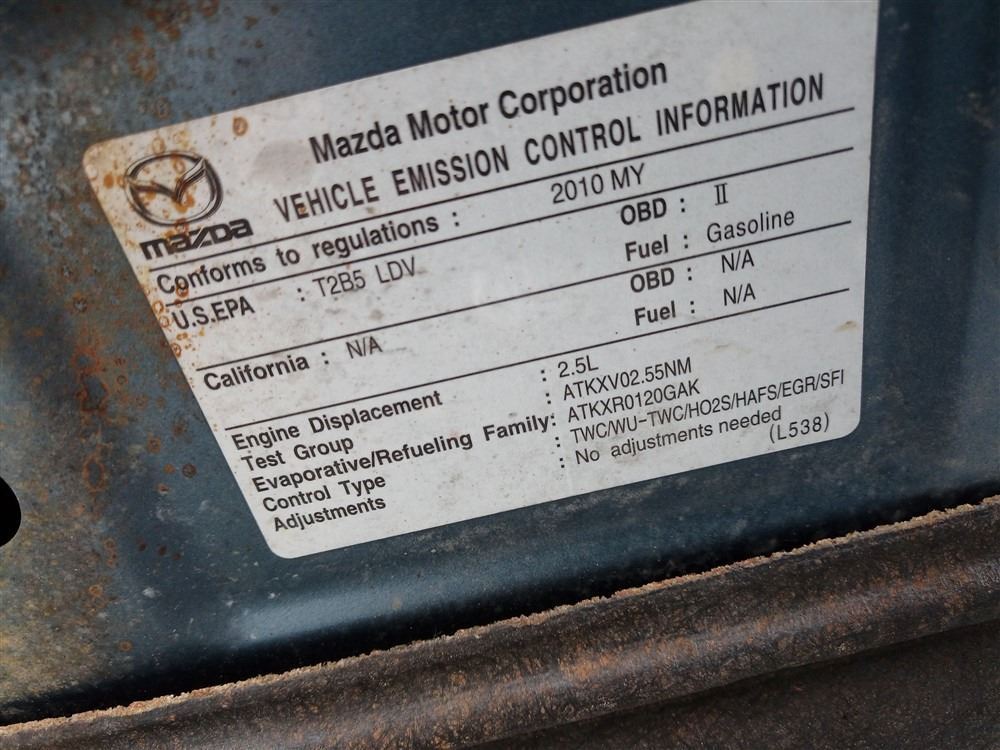 Mazda Motor Corporation
mazda
VEHICLE EMISSION CONTROL INFORMATION
Conforms to regulations : 2010 MY
U.S.EPA : T2B5 LDV OBD : II
Fuel : Gasoline
California : N/A OBD : N/A
Fuel : N/A
Engine Displacement : 2.5L
Test Group : ATKXV02.55NM
Evaporative/Refueling Family: ATKXR0120GAK
Control Type : TWC/WU-TWC/HO2S/HAFS/EGR/SFI
Adjustments : No adjustments needed
(L538)